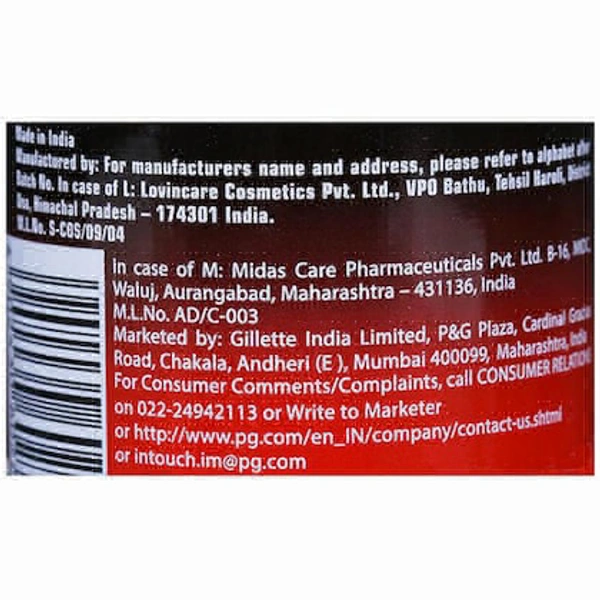 Made in India
Manufactured by: For manufacturers name and address, please refer to alphabet after
Batch No. In case of L: Lovincare Cosmetics Pvt. Ltd., VPO Bathu, Tehsil Haroli, District
Una, Himachal Pradesh – 174301 India.
M.L.No. S-COS/09/04
in case of M: Midas Care Pharmaceuticals Pvt. Ltd. B-16, MIDC,
Waluj, Aurangabad, Maharashtra – 431136, India
M.L.No. AD/C-003
Marketed by: Gillette India Limited, P&G Plaza, Cardinal
Road, Chakala, Andheri (E ), Mumbai 400099, Maharashtra, India
For Consumer Comments/Complaints, call CONSUMER RELATIONS
on 022-24942113 or Write to Marketer
or http://www.pg.com/en_IN/company/contact-us.shtml
or intouch.im@pg.com